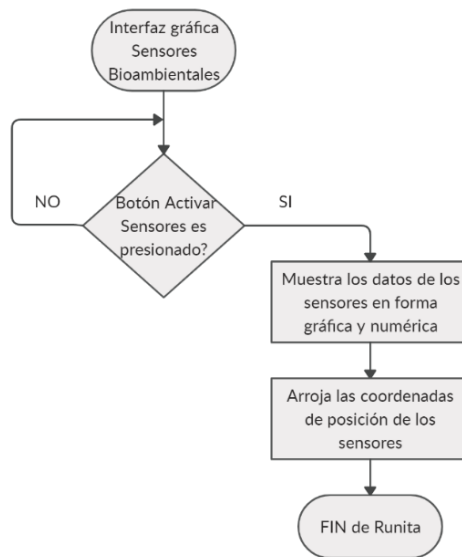 Interfaz gráfica
Sensores
Bioambientales
NO
Botón Activar
Sensores es
presionado?
SI
Muestra los datos de los
sensores en forma
gráfica y numérica
Arroja las coordenadas
de posición de los
sensores
FIN de Runita